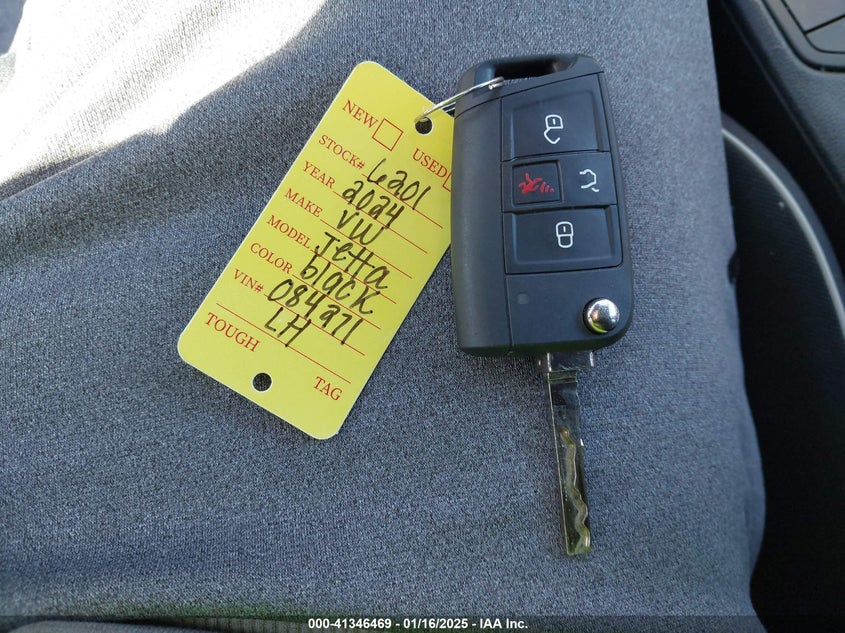 NEW USED
STOCK# 6201
YEAR 2024
MAKE VW
MODEL Jetta
COLOR black
VIN# 084971
LH
TOUGH TAG
000-41346469 - 01/16/2025 - IAA Inc.